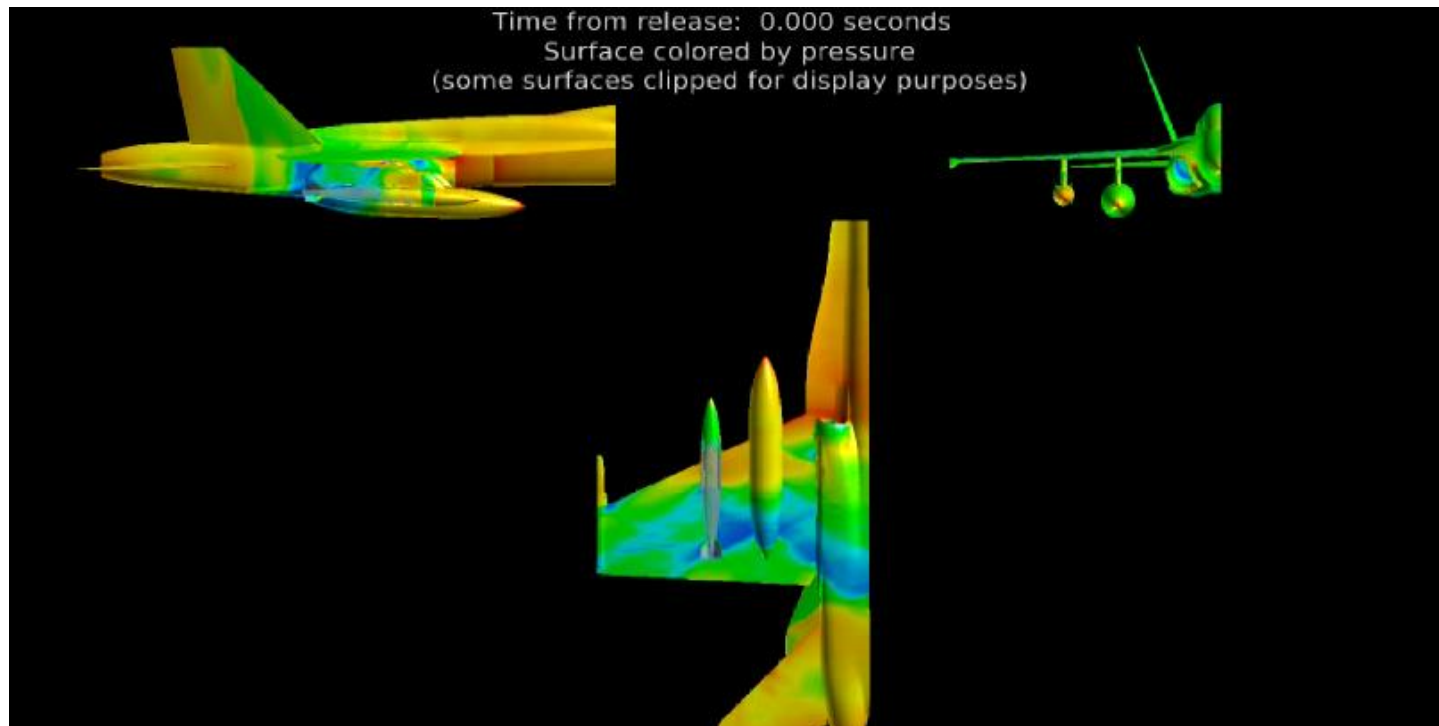 Time from release:  0.000 seconds
Surface colored by pressure
(some surfaces clipped for display purposes)